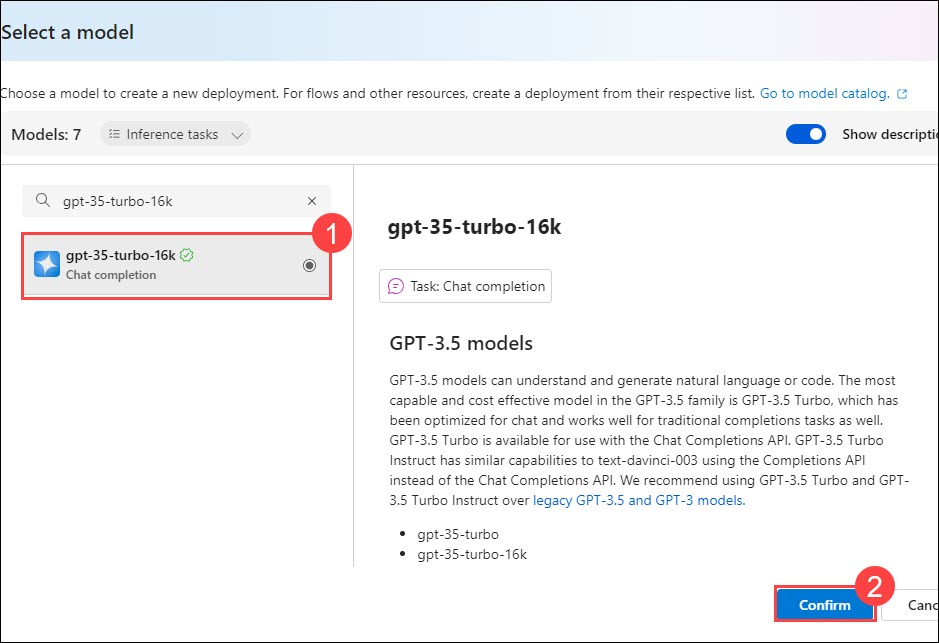 Select a model
Choose a model to create a new deployment. For flows and other resources, create a deployment from their respective list. Go to model catalog.
Models: 7
Inference tasks
Show descriptio
gpt-35-turbo-16k
1
gpt-35-turbo-16k
Chat completion
gpt-35-turbo-16k
Task: Chat completion
GPT-3.5 models
GPT-3.5 models can understand and generate natural language or code. The most
capable and cost effective model in the GPT-3.5 family is GPT-3.5 Turbo, which has
been optimized for chat and works well for traditional completions tasks as well.
GPT-3.5 Turbo is available for use with the Chat Completions API. GPT-3.5 Turbo
Instruct has similar capabilities to text-davinci-003 using the Completions API
instead of the Chat Completions API. We recommend using GPT-3.5 Turbo and GPT-
3.5 Turbo Instruct over legacy GPT-3.5 and GPT-3 models.
• gpt-35-turbo
• gpt-35-turbo-16k
2
Confirm
Canc